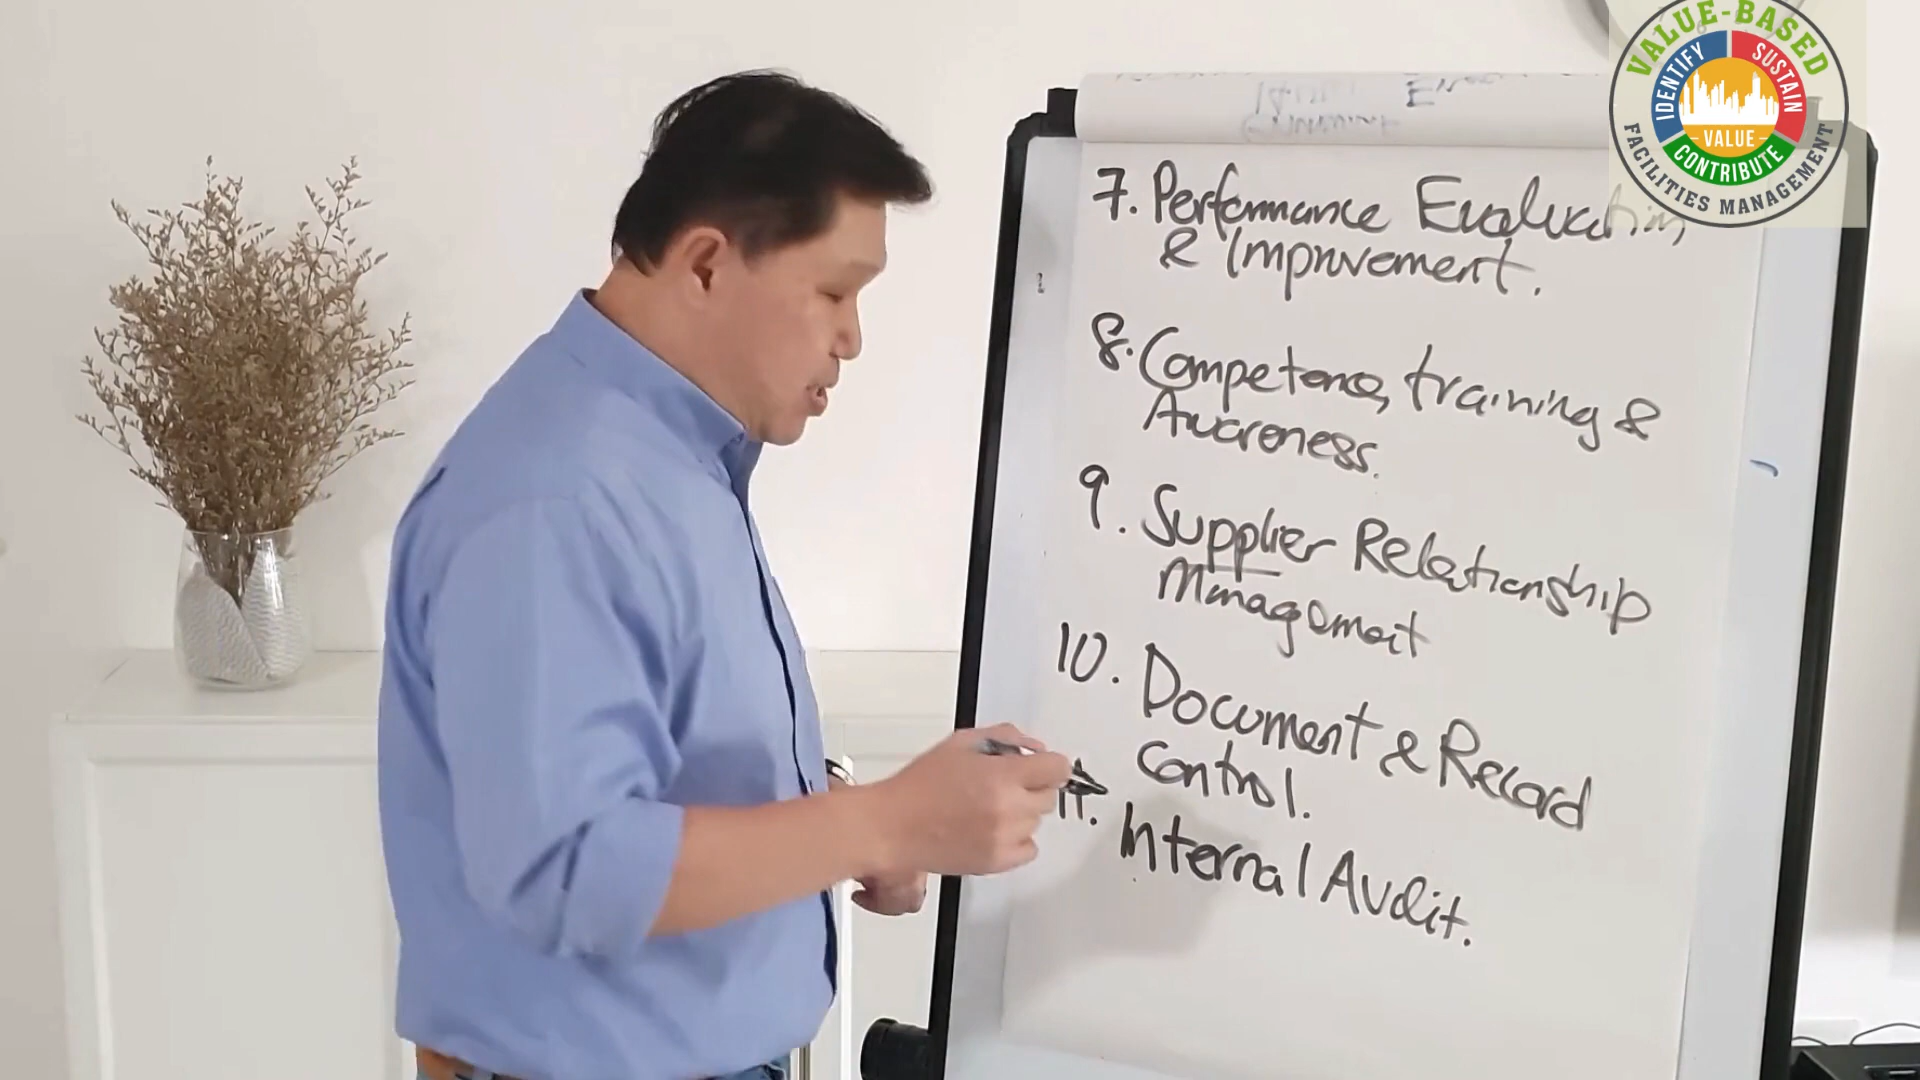 VALUE-BASED
IDENTIFY
SUSTAIN
VALUE
CONTRIBUTE
FACILITIES MANAGEMENT
7. Performance Evaluation
& Improvement.
8. Competence, training &
Awareness.
9. Supplier Relationship
Management
10. Document & Record
Control.
11. Internal Audit.